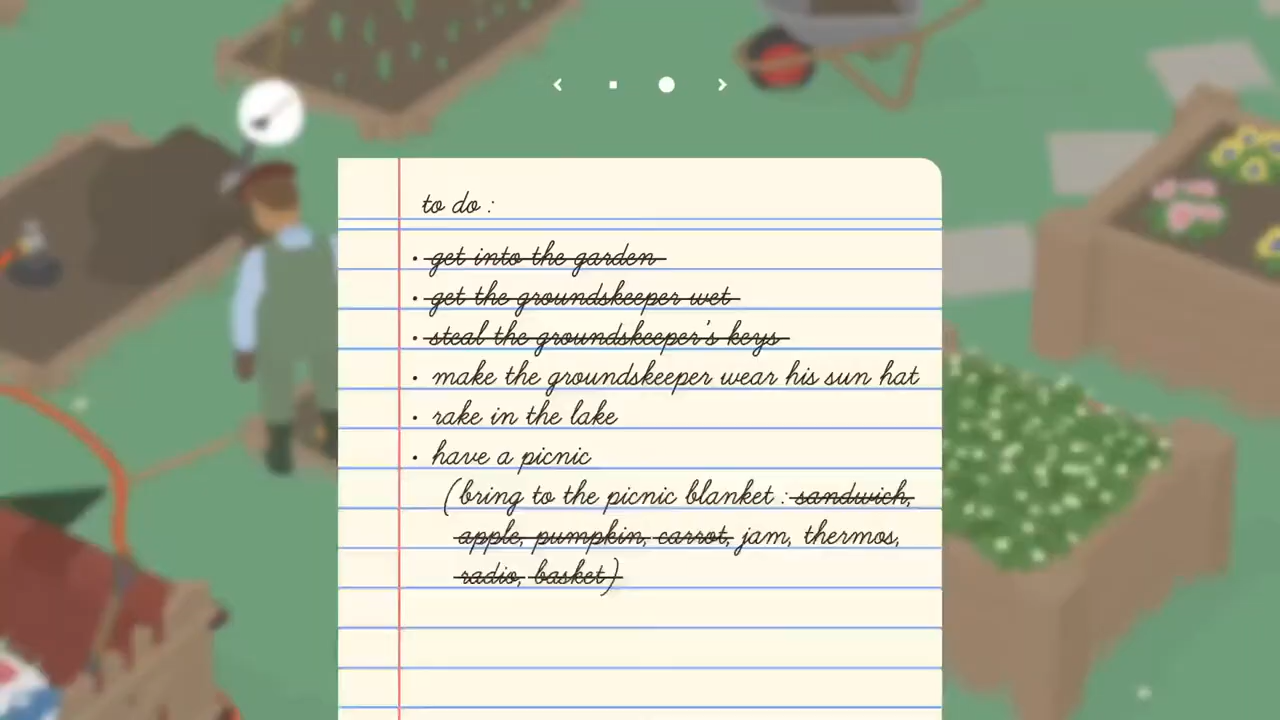 to do :
• get into the garden
• get the groundskeeper wet
• steal the groundskeeper's keys
• make the groundskeeper wear his sun hat
• rake in the lake
• have a picnic
(bring to the picnic blanket : sandwich,
apple, pumpkin, carrot, jam, thermos,
radio, basket)